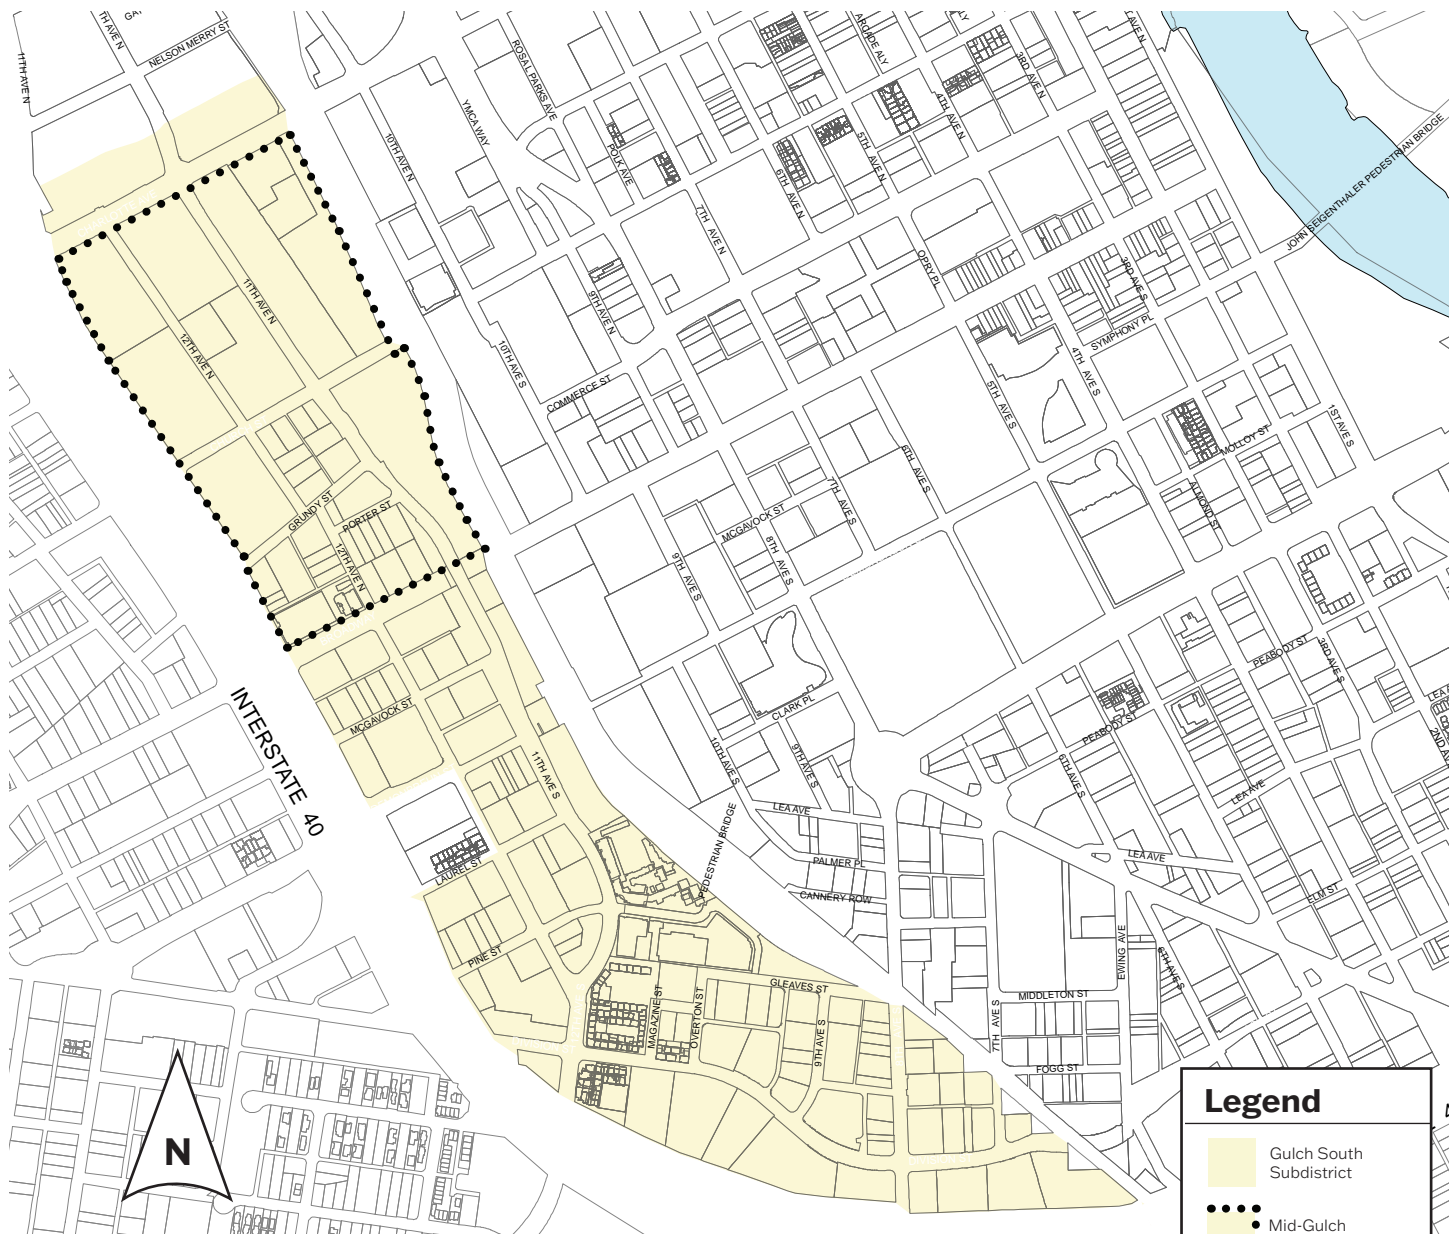 11TH AVE N
NELSON MERRY ST
ROSA L PARKS AVE
YMCA WAY
10TH AVE N
POLK AVE
7TH AVE N
6TH AVE N
5TH AVE N
4TH AVE N
3RD AVE N
AVE N
JOHN SEIGENTHALER PEDESTRIAN BRIDGE
OPRY PL
3RD AVE S
SYMPHONY PL
4TH AVE S
5TH AVE S
1ST AVE S
MOLLOY ST
ALMOND ST
11TH AVE N
12TH AVE N
9TH AVE N
10TH AVE S
COMMERCE ST
6TH AVE S
7TH AVE S
MCGAVOCK ST
8TH AVE S
9TH AVE S
GRUNDY ST
PORTER ST
12TH AVE N
PEABODY ST
3RD AVE S
CLARK PL
PEABODY ST
MCGAVOCK ST
INTERSTATE 40
11TH AVE S
10TH AVE S
9TH AVE S
6TH AVE S
LEA AVE
LEA AVE
PEDESTRIAN BRIDGE
PALMER PL
LEA AVE
CANNERY ROW
ELM ST
LAUREL ST
PINE ST
EWING AVE
6TH AVE S
GLEAVES ST
MIDDLETON ST
MAGAZINE ST
OVERTON ST
9TH AVE S
7TH AVE S
FOGG ST
N
Legend
Gulch South
Subdistrict
Mid-Gulch